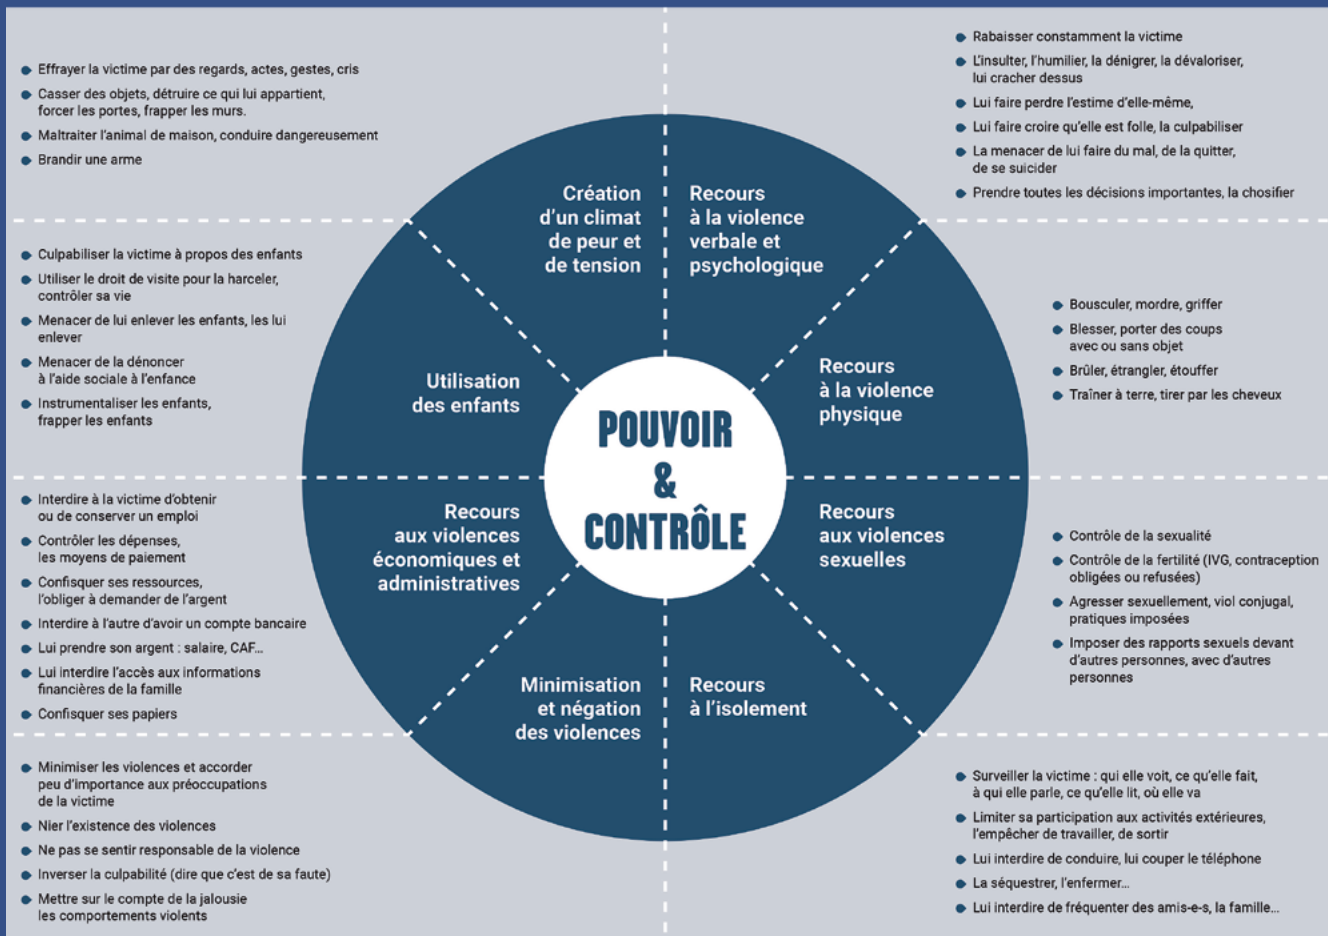 Effrayer la victime par des regards, actes, gestes, cris
Casser des objets, détruire ce qui lui appartient,
forcer les portes, frapper les murs.
Maltraiter l'animal de maison, conduire dangereusement
Brandir une arme
Rabaisser constamment la victime
L'insulter, l'humilier, la dénigrer, la dévaloriser,
lui cracher dessus
Lui faire perdre l'estime d'elle-même,
Lui faire croire qu'elle est folle, la culpabiliser
La menacer de lui faire du mal, de la quitter,
de se suicider
Prendre toutes les décisions importantes, la chosifier
Création
d'un climat
de peur et
de tension
Recours
à la violence
verbale et
psychologique
Culpabiliser la victime à propos des enfants
Utiliser le droit de visite pour la harceler,
contrôler sa vie
Menacer de lui enlever les enfants, les lui
enlever
Menacer de la dénoncer
à l'aide sociale à l'enfance
Instrumentaliser les enfants,
frapper les enfants
Utilisation
des enfants
Recours
à la violence
physique
Bousculer, mordre, griffer
Blesser, porter des coups
avec ou sans objet
Brûler, étrangler, étouffer
Traîner à terre, tirer par les cheveux
POUVOIR
&
CONTRÔLE
Interdire à la victime d'obtenir
ou de conserver un emploi
Contrôler les dépenses,
les moyens de paiement
Confisquer ses ressources,
l'obliger à demander de l'argent
Interdire à l'autre d'avoir un compte bancaire
Lui prendre son argent : salaire, CAF...
Lui interdire l'accès aux informations
financières de la famille
Confisquer ses papiers
Recours
aux violences
économiques et
administratives
Recours
aux violences
sexuelles
Contrôle de la sexualité
Contrôle de la fertilité (IVG, contraception
obligées ou refusées)
Agresser sexuellement, viol conjugal,
pratiques imposées
Imposer des rapports sexuels devant
d'autres personnes, avec d'autres
personnes
Minimisation
et négation
des violences
Recours
à l'isolement
Minimiser les violences et accorder
peu d'importance aux préoccupations
de la victime
Nier l'existence des violences
Ne pas se sentir responsable de la violence
Inverser la culpabilité (dire que c'est de sa faute)
Mettre sur le compte de la jalousie
les comportements violents
Surveiller la victime : qui elle voit, ce qu'elle fait,
à qui elle parle, ce qu'elle lit, où elle va
Limiter sa participation aux activités extérieures,
l'empêcher de travailler, de sortir
Lui interdire de conduire, lui couper le téléphone
La séquestrer, l'enfermer...
Lui interdire de fréquenter des amis-e-s, la famille...